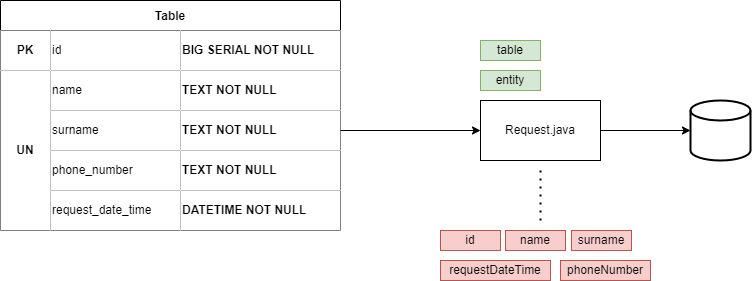 Table
PK id BIG SERIAL NOT NULL
UN
name TEXT NOT NULL
surname TEXT NOT NULL
phone_number TEXT NOT NULL
request_date_time DATETIME NOT NULL
table
entity
Request.java
id name surname
requestDateTime phoneNumber